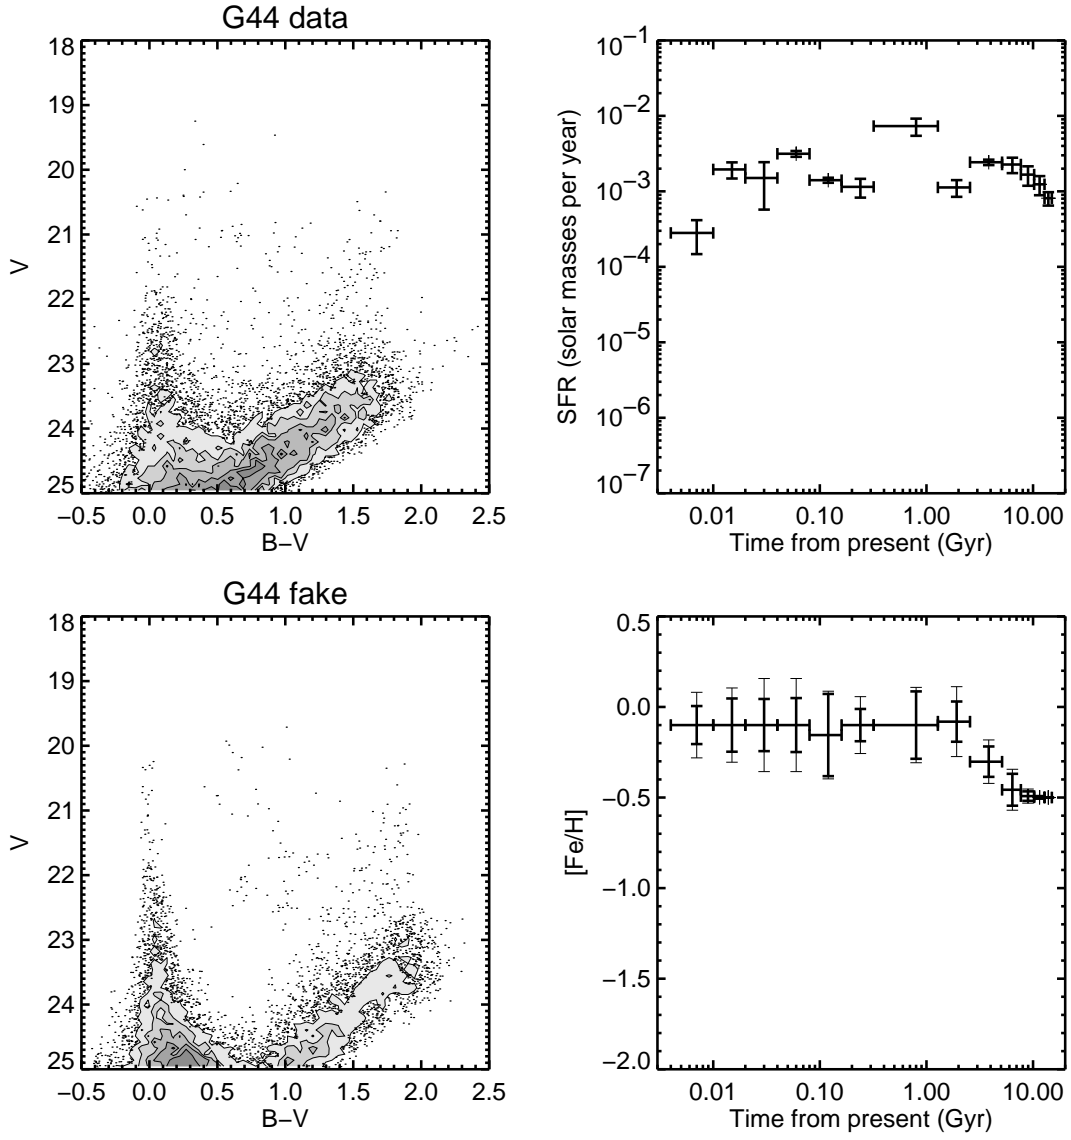 G44 data
18
19
20
21
22
23
24
25
V
−0.5 0.0 0.5 1.0 1.5 2.0 2.5
B−V
10−1
10−2
10−3
10−4
10−5
10−6
10−7
SFR (solar masses per year)
0.01 0.10 1.00 10.00
Time from present (Gyr)
G44 fake
18
19
20
21
22
23
24
25
V
−0.5 0.0 0.5 1.0 1.5 2.0 2.5
B−V
0.5
0.0
−0.5
−1.0
−1.5
−2.0
[Fe/H]
0.01 0.10 1.00 10.00
Time from present (Gyr)